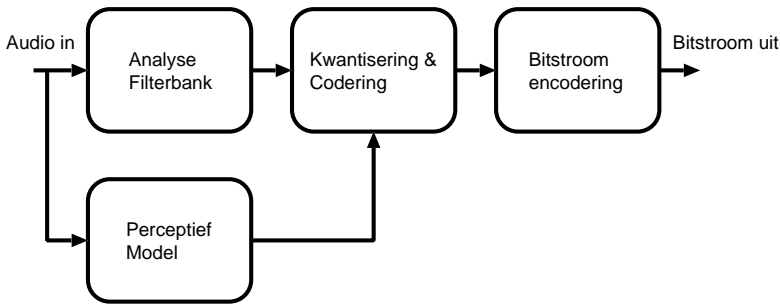 Audio in
Analyse
Filterbank
Kwantisering &
Codering
Bitstroom
encodering
Bitstroom uit
Perceptief
Model